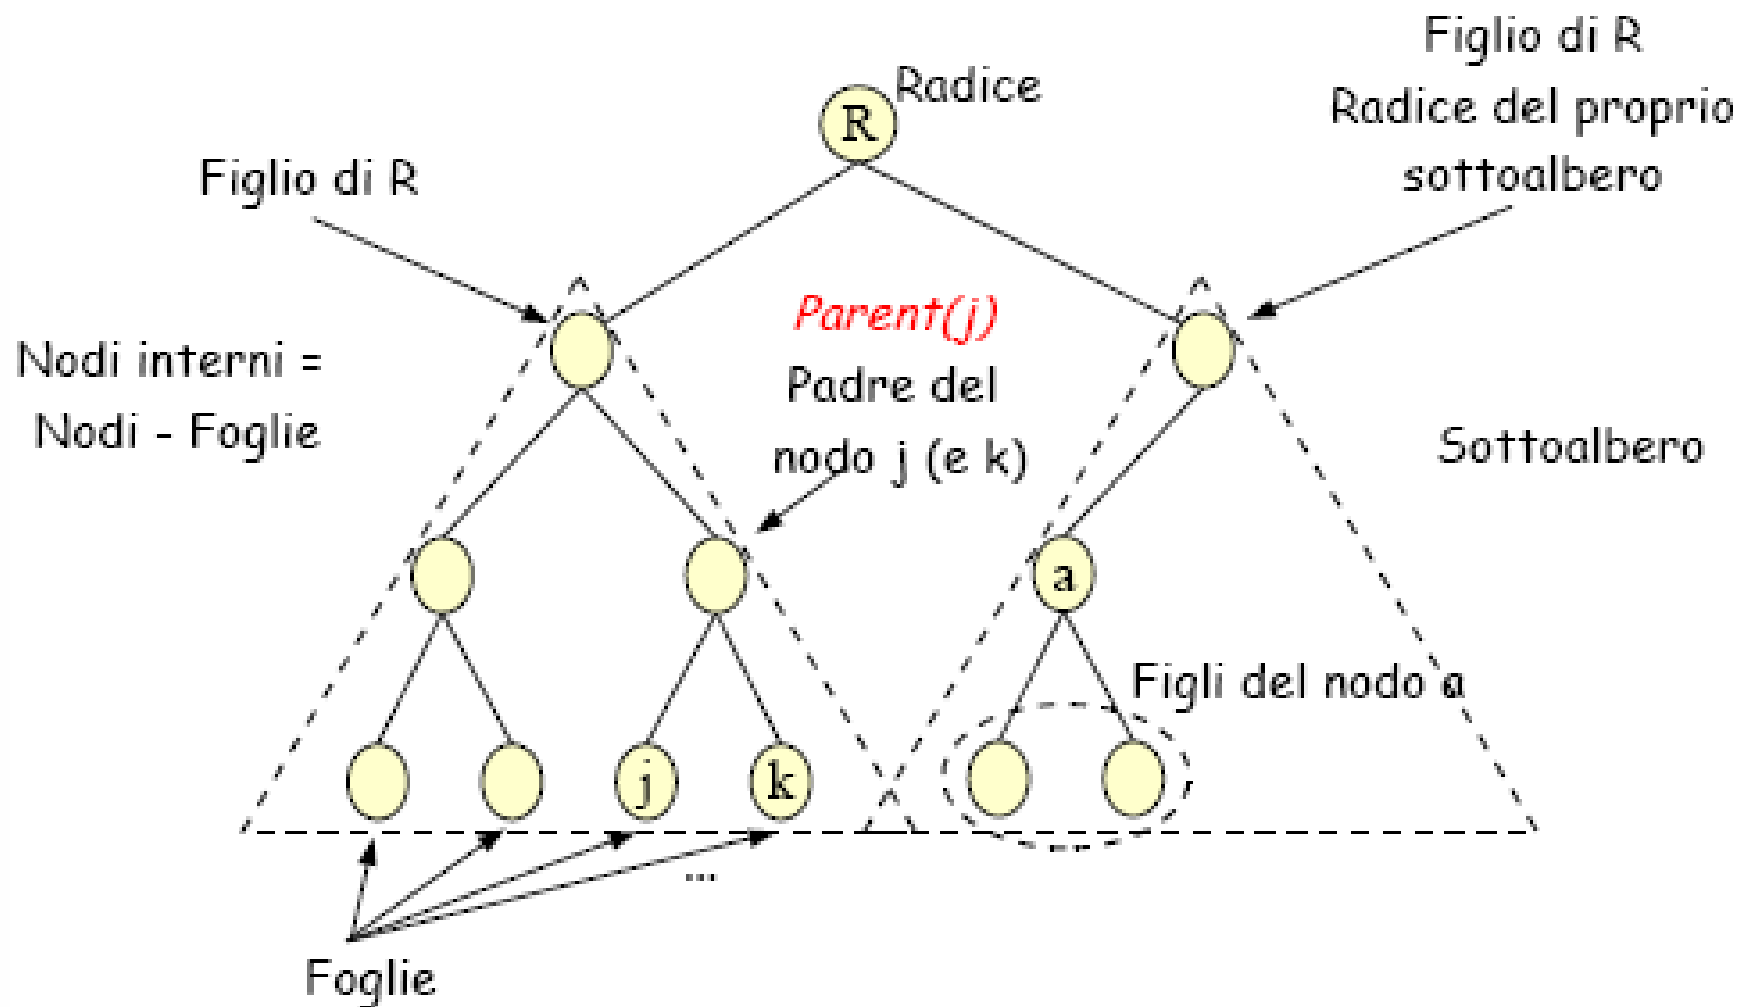 Figlio di R
Radice del proprio
sottoalbero
Radice
R
Figlio di R
Parent(j)
Padre del
nodo j (e k)
Nodi interni =
Nodi - Foglie
Sottoalbero
a
Figli del nodo a
j
k
...
Foglie